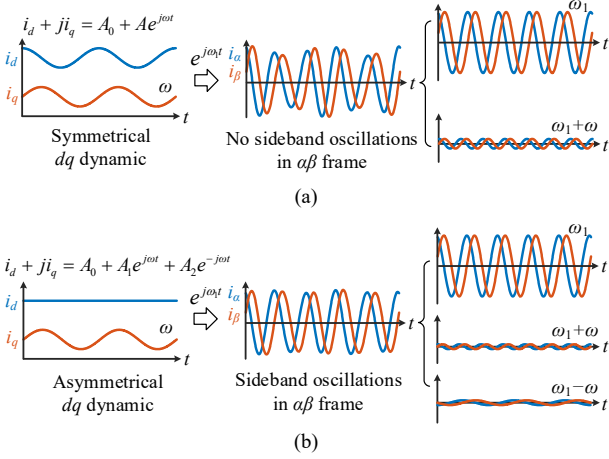 i_d + ji_q = A_0 + Ae^{jωt}
i_d
i_q
ω
t
Symmetrical
dq dynamic
e^{jω_1t}
i_α
i_β
t
No sideband oscillations
in αβ frame
ω_1
t
ω_1+ω
t
(a)
i_d + ji_q = A_0 + A_1e^{jωt} + A_2e^{-jωt}
i_d
i_q
ω
t
Asymmetrical
dq dynamic
e^{jω_1t}
i_α
i_β
t
Sideband oscillations
in αβ frame
ω_1
t
ω_1+ω
t
ω_1−ω
t
(b)